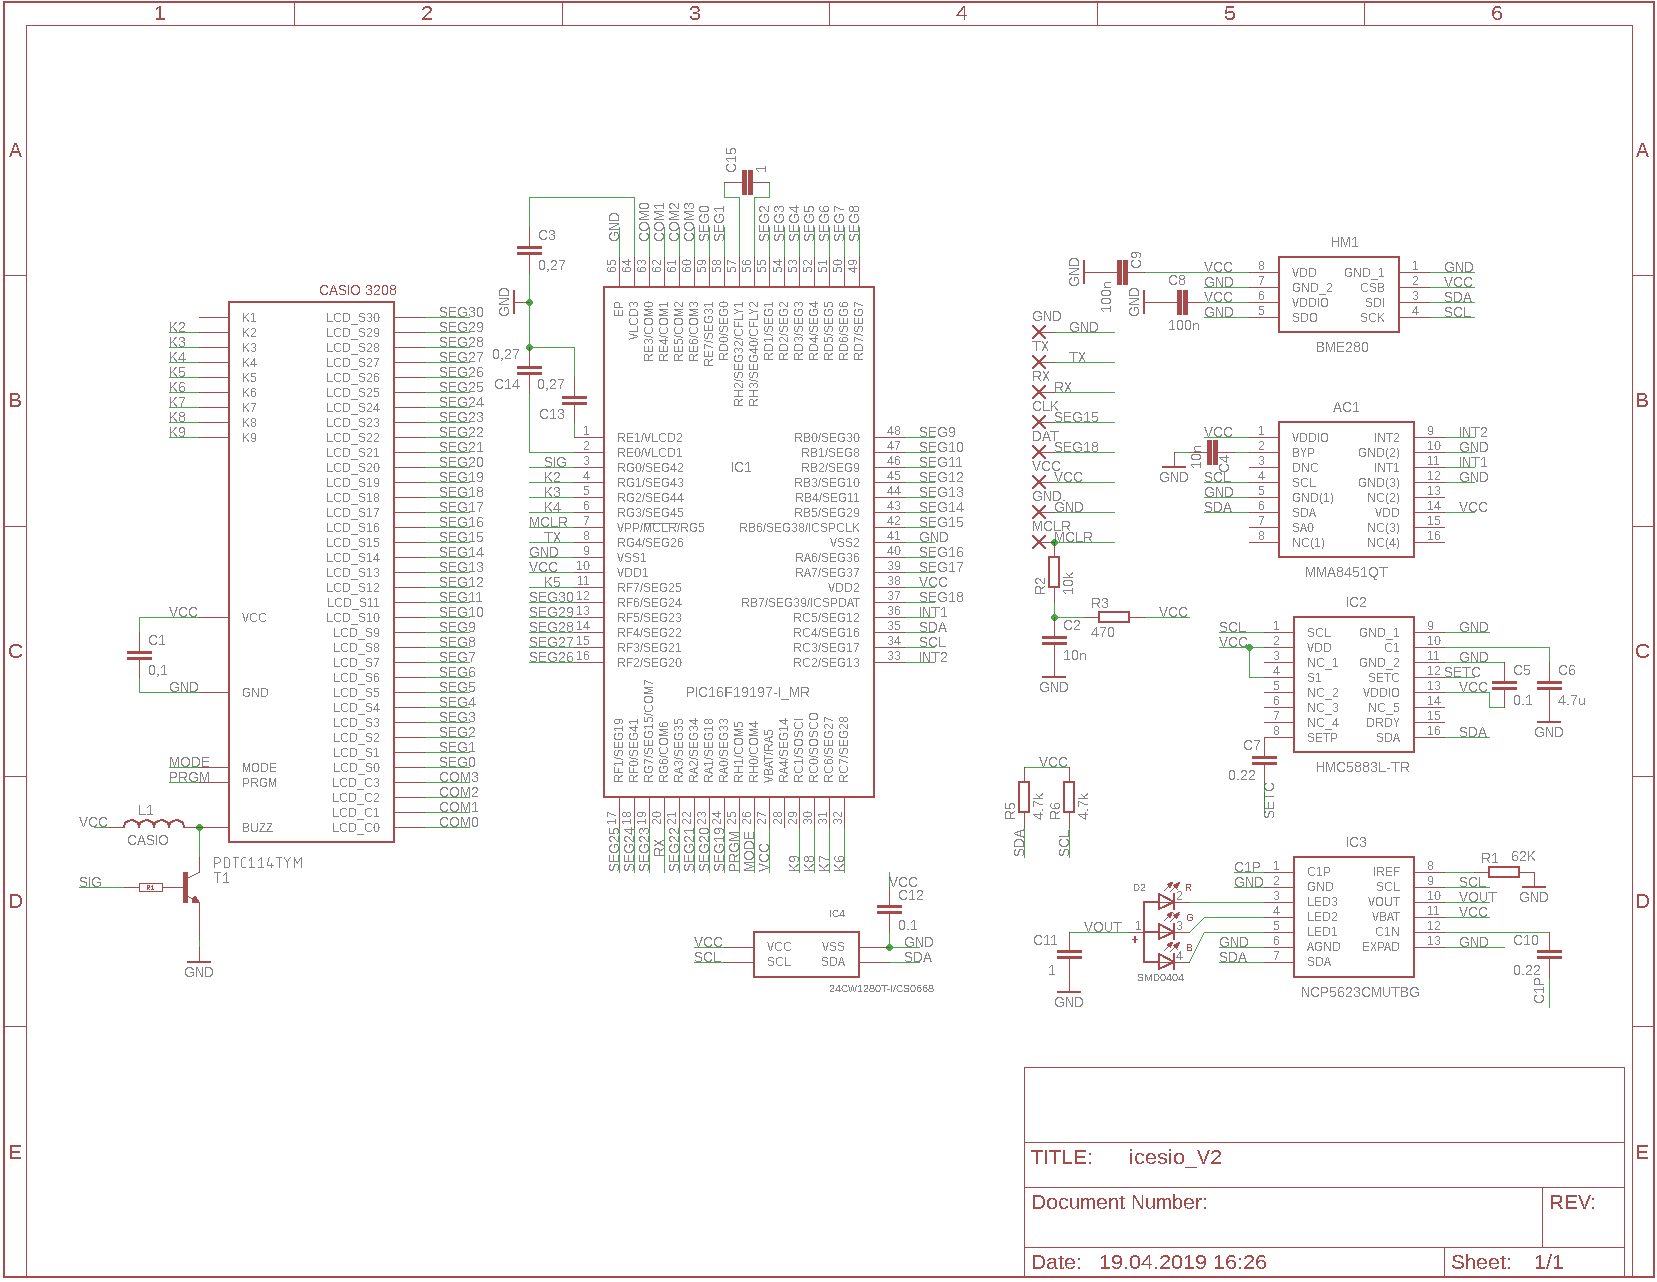 1 2 3 4 5 6
A A
B B
C C
D D
E E
CASIO 3208
K1
K2 K2
K3 K3
K4 K4
K5 K5
K6 K6
K7 K7
K8 K8
K9 K9
VCC VCC
C1
0,1
GND GND
MODE MODE
PRGM PRGM
BUZZ
LCD_S30 SEG30
LCD_S29 SEG29
LCD_S28 SEG28
LCD_S27 SEG27
LCD_S26 SEG26
LCD_S25 SEG25
LCD_S24 SEG24
LCD_S23 SEG23
LCD_S22 SEG22
LCD_S21 SEG21
LCD_S20 SEG20
LCD_S19 SEG19
LCD_S18 SEG18
LCD_S17 SEG17
LCD_S16 SEG16
LCD_S15 SEG15
LCD_S14 SEG14
LCD_S13 SEG13
LCD_S12 SEG12
LCD_S11 SEG11
LCD_S10 SEG10
LCD_S9 SEG9
LCD_S8 SEG8
LCD_S7 SEG7
LCD_S6 SEG6
LCD_S5 SEG5
LCD_S4 SEG4
LCD_S3 SEG3
LCD_S2 SEG2
LCD_S1 SEG1
LCD_S0 SEG0
LCD_C3 COM3
LCD_C2 COM2
LCD_C1 COM1
LCD_C0 COM0
VCC
L1
CASIO
PDTC114TYM
T1
SIG
R1
GND
C3
0,27
GND
0,27
C14
0,27
C13
C15
1
GND 65 EP
64 VLCD3
COM0 63 RE3/COM0
COM1 62 RE4/COM1
COM2 61 RE5/COM2
COM3 60 RE6/COM3
SEG0 59 RE7/SEG31
SEG1 58 RD0/SEG0
57 RH2/SEG32/CFLY1
56 RH3/SEG40/CFLY2
SEG2 55 RD1/SEG1
SEG3 54 RD2/SEG2
SEG4 53 RD3/SEG3
SEG5 52 RD4/SEG4
SEG6 51 RD5/SEG5
SEG7 50 RD6/SEG6
SEG8 49 RD7/SEG7
1 RE1/VLCD2
2 RE0/VLCD1
SIG 3 RG0/SEG42
K2 4 RG1/SEG43
K3 5 RG2/SEG44
K4 6 RG3/SEG45
MCLR 7 VPP/MCLR/RG5
TX 8 RG4/SEG26
GND 9 VSS1
VCC 10 VDD1
K5 11 RF7/SEG25
SEG30 12 RF6/SEG24
SEG29 13 RF5/SEG23
SEG28 14 RF4/SEG22
SEG27 15 RF3/SEG21
SEG26 16 RF2/SEG20
IC1
RB0/SEG30 48 SEG9
RB1/SEG8 47 SEG10
RB2/SEG9 46 SEG11
RB3/SEG10 45 SEG12
RB4/SEG11 44 SEG13
RB5/SEG29 43 SEG14
RB6/SEG38/ICSPCLK 42 SEG15
VSS2 41 GND
RA6/SEG36 40 SEG16
RA7/SEG37 39 SEG17
VDD2 38 VCC
RB7/SEG39/ICSPDAT 37 SEG18
RC5/SEG12 36 INT1
RC4/SEG16 35 SDA
RC3/SEG17 34 SCL
RC2/SEG13 33 INT2
PIC16F19197-I_MR
RF1/SEG19 17 SEG25
RF0/SEG41 18 SEG24
RG7/SEG15/COM7 19 SEG23
RG6/COM6 20 RX
RA3/SEG35 21 SEG22
RA2/SEG34 22 SEG21
RA1/SEG18 23 SEG20
RA0/SEG33 24 SEG19
RH1/COM5 25 PRGM
RH0/COM4 26 MODE
VBAT/RA5 27 VCC
RA4/SEG14 28
RC1/SOSCI 29 K9
RC0/SOSCO 30 K8
RC6/SEG27 31 K7
RC7/SEG28 32 K6
VCC
C12
0.1
IC4
VCC VCC VSS GND
SCL SCL SDA SDA
24CW1280T-I/CS0668
GND
GND
TX
TX
RX
RX
CLK
SEG15
DAT
SEG18
VCC
VCC
GND
GND
MCLR
MCLR
R2
10k
R3
470
VCC
C2
10n
GND
VCC
R5
4.7k
R6
4.7k
SDA
SCL
HM1
GND
C9
100n
GND
C8
100n
VCC 8 VDD GND_1 1 GND
GND 7 GND_2 CSB 2 VCC
VCC 6 VDDIO SDI 3 SDA
GND 5 SDO SCK 4 SCL
BME280
AC1
VCC 1 VDDIO INT2 9 INT2
2 BYP GND(2) 10 GND
3 DNC INT1 11 INT1
SCL 4 SCL GND(3) 12 GND
GND 5 GND(1) NC(2) 13
SDA 6 SDA VDD 14 VCC
7 SA0 NC(3) 15
8 NC(1) NC(4) 16
10n
C4
GND
MMA8451QT
IC2
SCL 1 SCL GND_1 9 GND
VCC 2 VDD C1 10
3 NC_1 GND_2 11 GND
4 S1 SETC 12 SETC
5 NC_2 VDDIO 13 VCC
6 NC_3 NC_5 14
7 NC_4 DRDY 15
8 SETP SDA 16 SDA
C5
0.1
C6
4.7u
GND
C7
0.22
SETC
HMC5883L-TR
IC3
C1P 1 C1P IREF 8
GND 2 GND SCL 9 SCL
3 LED3 VOUT 10 VOUT
4 LED2 VBAT 11 VCC
5 LED1 C1N 12
GND 6 AGND EXPAD 13 GND
SDA 7 SDA
R1
62K
GND
C10
0.22
C1P
NCP5623CMUTBG
D2
R
2
G
1 3
+
B
4
SMD0404
VOUT
C11
1
GND
TITLE: icesio_V2
Document Number:
REV:
Date: 19.04.2019 16:26
Sheet: 1/1